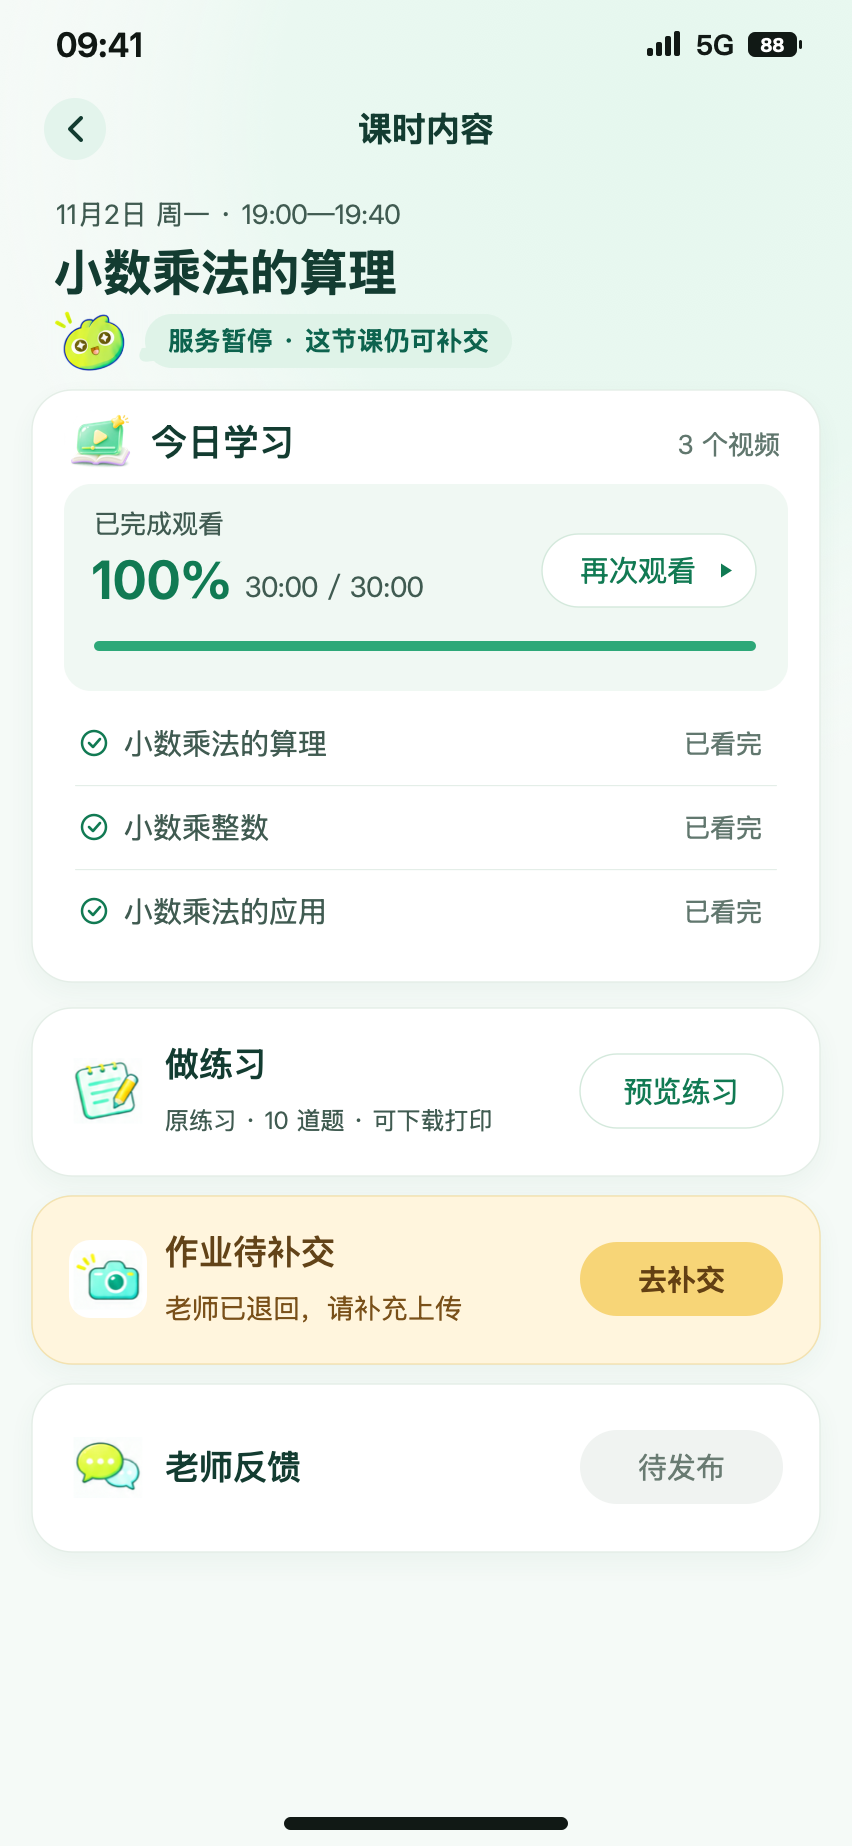 09:41
5G 88
课时内容
11月2日 周一 · 19:00—19:40
小数乘法的算理
服务暂停 · 这节课仍可补交
今日学习
3 个视频
已完成观看
100% 30:00 / 30:00
再次观看
小数乘法的算理
已看完
小数乘整数
已看完
小数乘法的应用
已看完
做练习
原练习 · 10 道题 · 可下载打印
预览练习
作业待补交
老师已退回，请补充上传
去补交
老师反馈
待发布